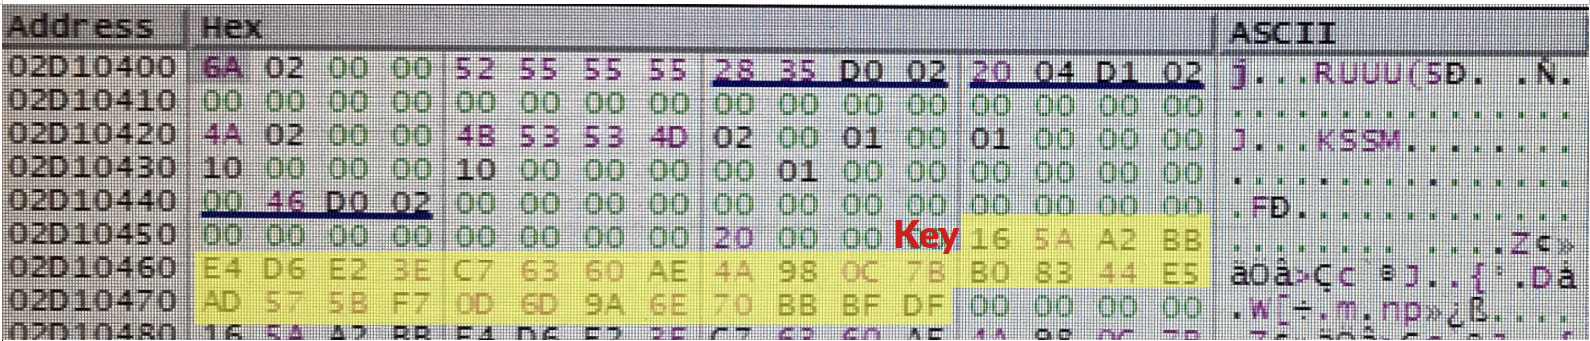 Address Hex ASCII
02D10400 6A 02 00 00 52 55 55 55 28 35 D0 02 20 04 D1 02 j...RUUU(5Ð. .Ñ.
02D10410 00 00 00 00 00 00 00 00 00 00 00 00 00 00 00 00 ................
02D10420 4A 02 00 00 4B 53 53 4D 02 00 01 00 01 00 00 00 J...KSSM........
02D10430 10 00 00 00 10 00 00 00 00 01 00 00 00 00 00 00 ................
02D10440 00 46 D0 02 00 00 00 00 00 00 00 00 00 00 00 00 .FÐ.............
02D10450 00 00 00 00 00 00 00 00 20 00 00 Key 16 5A A2 BB ........ ....Z¢»
02D10460 E4 D6 E2 3E C7 63 60 AE 4A 98 0C 7B B0 83 44 E5 äÖâ>Çc`®J..{°.Då
02D10470 AD 57 5B F7 0D 6D 9A 6E 70 BB BF DF 00 00 00 00 .W[÷.m.np»¿ß....
02D10480 16 5A A2 BB E4 D6 E2 3E C7 63 60 AE 4A 98 0C 7B